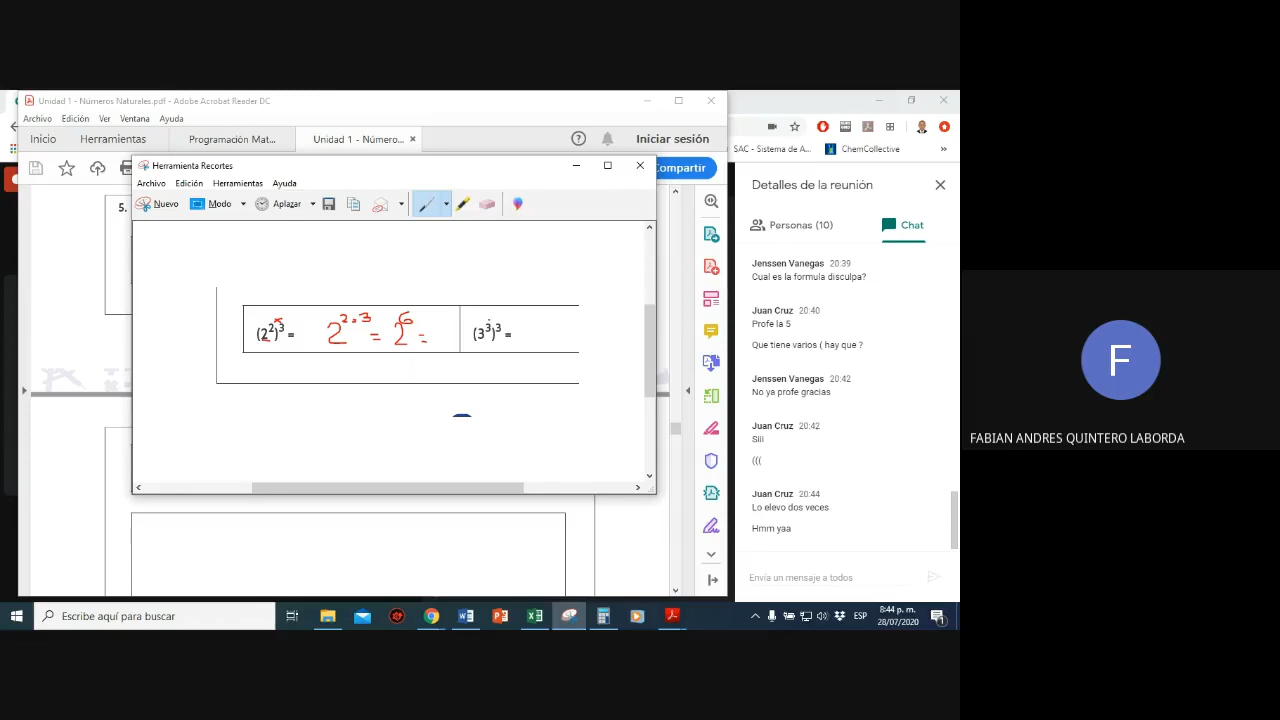 Unidad 1 - Números Naturales.pdf - Adobe Acrobat Reader DC
Archivo Edición Ver Ventana Ayuda
Inicio Herramientas Programación Mat... Unidad 1 - Número... × Iniciar sesión
Compartir
Herramienta Recortes
Archivo Edición Herramientas Ayuda
Nuevo Modo Aplazar
5.
(2²)³ = 2²·³ = 2⁶ =
(3³)³ =
SAC - Sistema de A... ChemCollective »
Detalles de la reunión
Personas (10) Chat
Jenssen Vanegas 20:39
Cual es la formula disculpa?
Juan Cruz 20:40
Profe la 5
Que tiene varios ( hay que ?
Jenssen Vanegas 20:42
No ya profe gracias
Juan Cruz 20:42
Siii
(((
Juan Cruz 20:44
Lo elevo dos veces
Hmm yaa
Envía un mensaje a todos
F
FABIAN ANDRES QUINTERO LABORDA
Escribe aquí para buscar
ESP
8:44 p. m.
28/07/2020
1